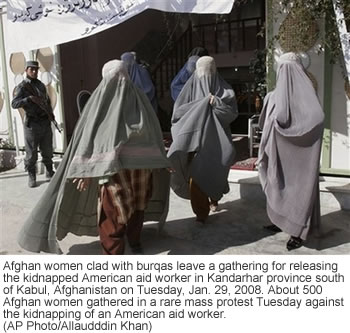 Afghan women clad with burqas leave a gathering for releasing
the kidnapped American aid worker in Kandarhar province south
of Kabul, Afghanistan on Tuesday, Jan. 29, 2008. About 500
Afghan women gathered in a rare mass protest Tuesday against
the kidnapping of an American aid worker.
(AP Photo/Allaudddin Khan)